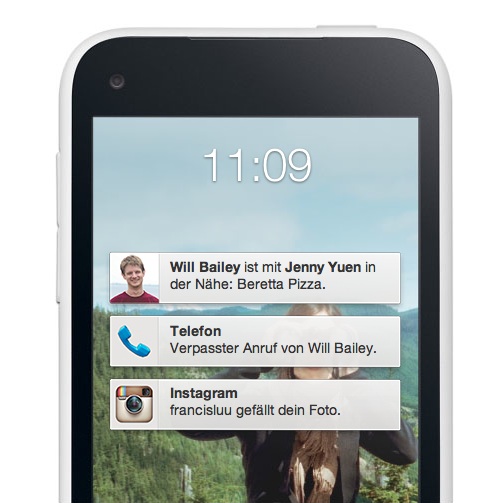 11:09
Will Bailey ist mit Jenny Yuen in
der Nähe: Beretta Pizza.
Telefon
Verpasster Anruf von Will Bailey.
Instagram
francisluu gefällt dein Foto.